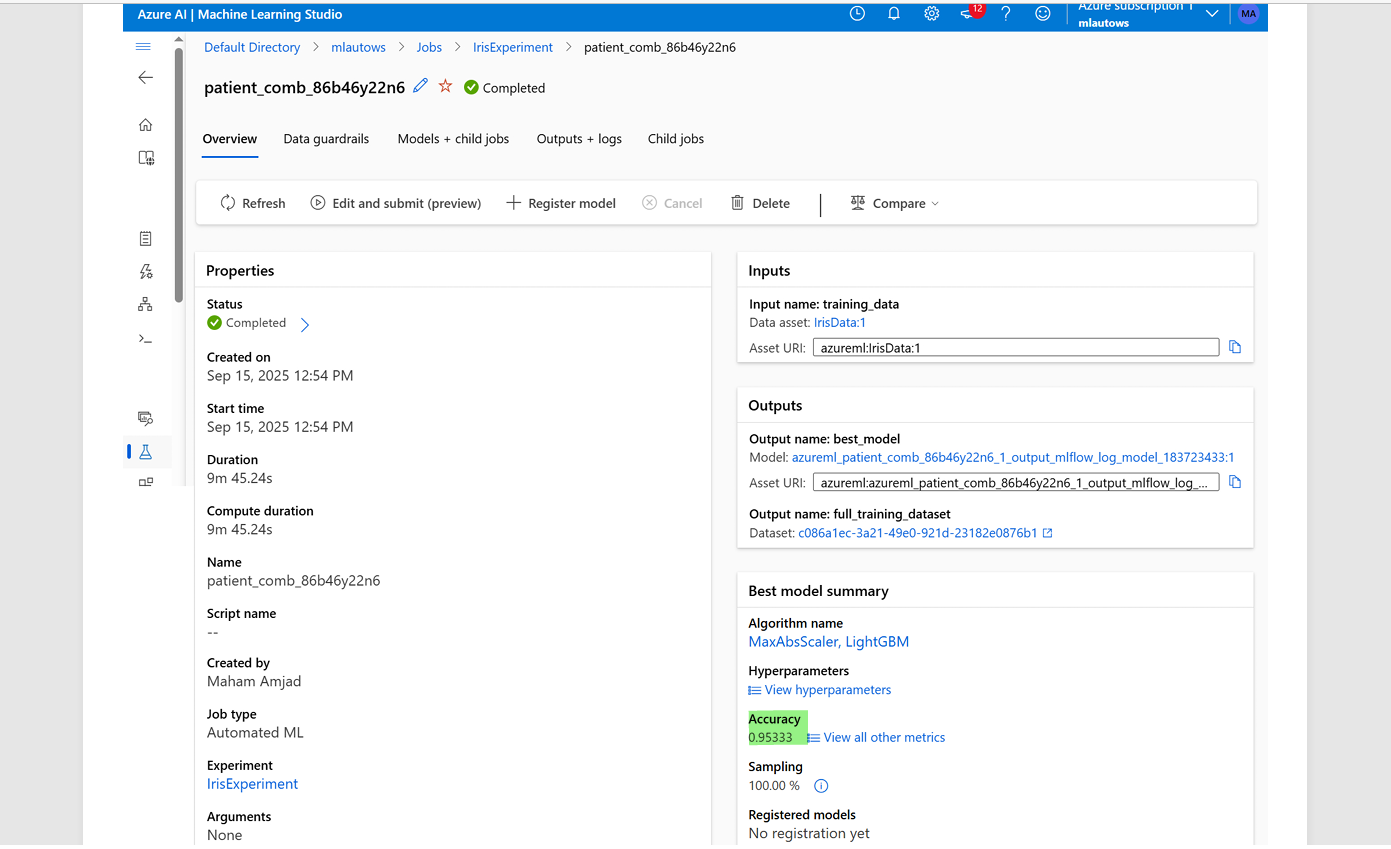 Azure AI | Machine Learning Studio
12
Azure subscription 1
mlautows
MA
Default Directory > mlautows > Jobs > IrisExperiment > patient_comb_86b46y22n6
patient_comb_86b46y22n6 Completed
Overview Data guardrails Models + child jobs Outputs + logs Child jobs
Refresh Edit and submit (preview) Register model Cancel Delete Compare
Properties
Status
Completed
Created on
Sep 15, 2025 12:54 PM
Start time
Sep 15, 2025 12:54 PM
Duration
9m 45.24s
Compute duration
9m 45.24s
Name
patient_comb_86b46y22n6
Script name
--
Created by
Maham Amjad
Job type
Automated ML
Experiment
IrisExperiment
Arguments
None
Inputs
Input name: training_data
Data asset: IrisData:1
Asset URI: azureml:IrisData:1
Outputs
Output name: best_model
Model: azureml_patient_comb_86b46y22n6_1_output_mlflow_log_model_183723433:1
Asset URI: azureml:azureml_patient_comb_86b46y22n6_1_output_mlflow_log_...
Output name: full_training_dataset
Dataset: c086a1ec-3a21-49e0-921d-23182e0876b1
Best model summary
Algorithm name
MaxAbsScaler, LightGBM
Hyperparameters
View hyperparameters
Accuracy
0.95333 View all other metrics
Sampling
100.00 %
Registered models
No registration yet